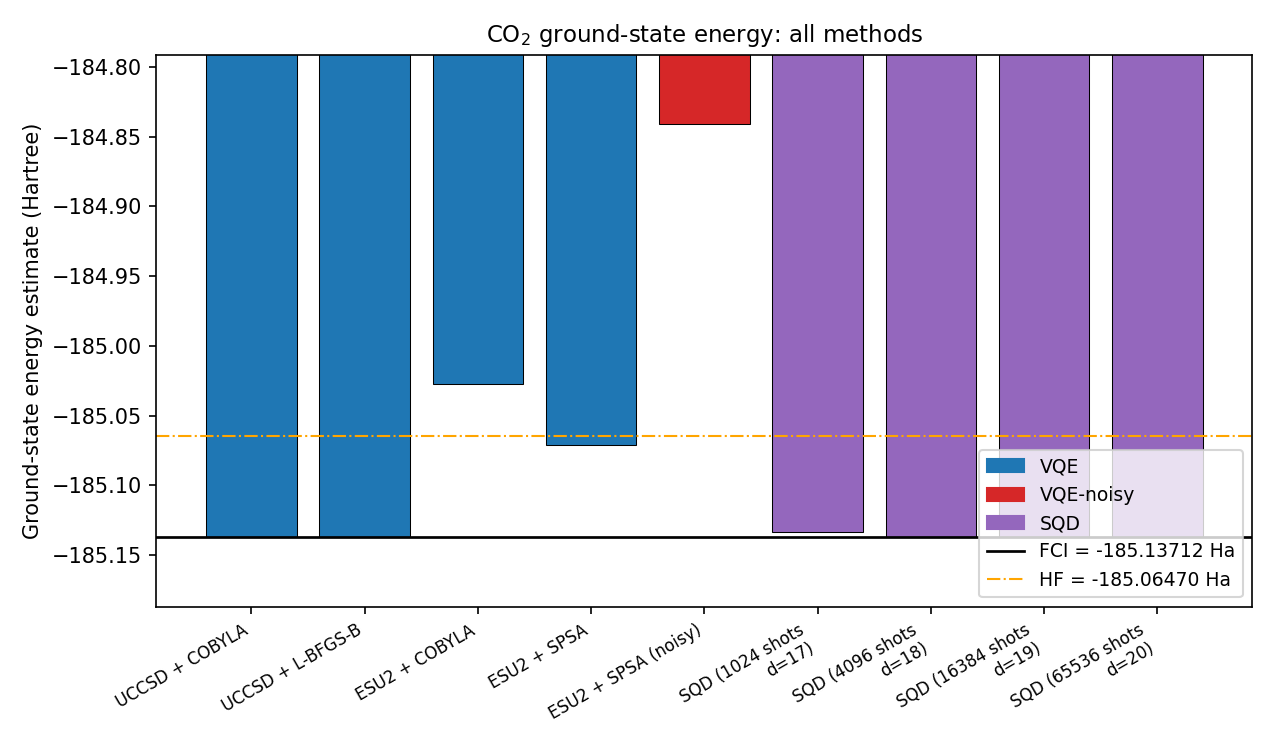 CO₂ ground-state energy: all methods
Ground-state energy estimate (Hartree)
−184.80
−184.85
−184.90
−184.95
−185.00
−185.05
−185.10
−185.15
VQE
VQE-noisy
SQD
FCI = -185.13712 Ha
HF = -185.06470 Ha
UCCSD + COBYLA
UCCSD + L-BFGS-B
ESU2 + COBYLA
ESU2 + SPSA
ESU2 + SPSA (noisy)
SQD (1024 shots
d=17)
SQD (4096 shots
d=18)
SQD (16384 shots
d=19)
SQD (65536 shots
d=20)